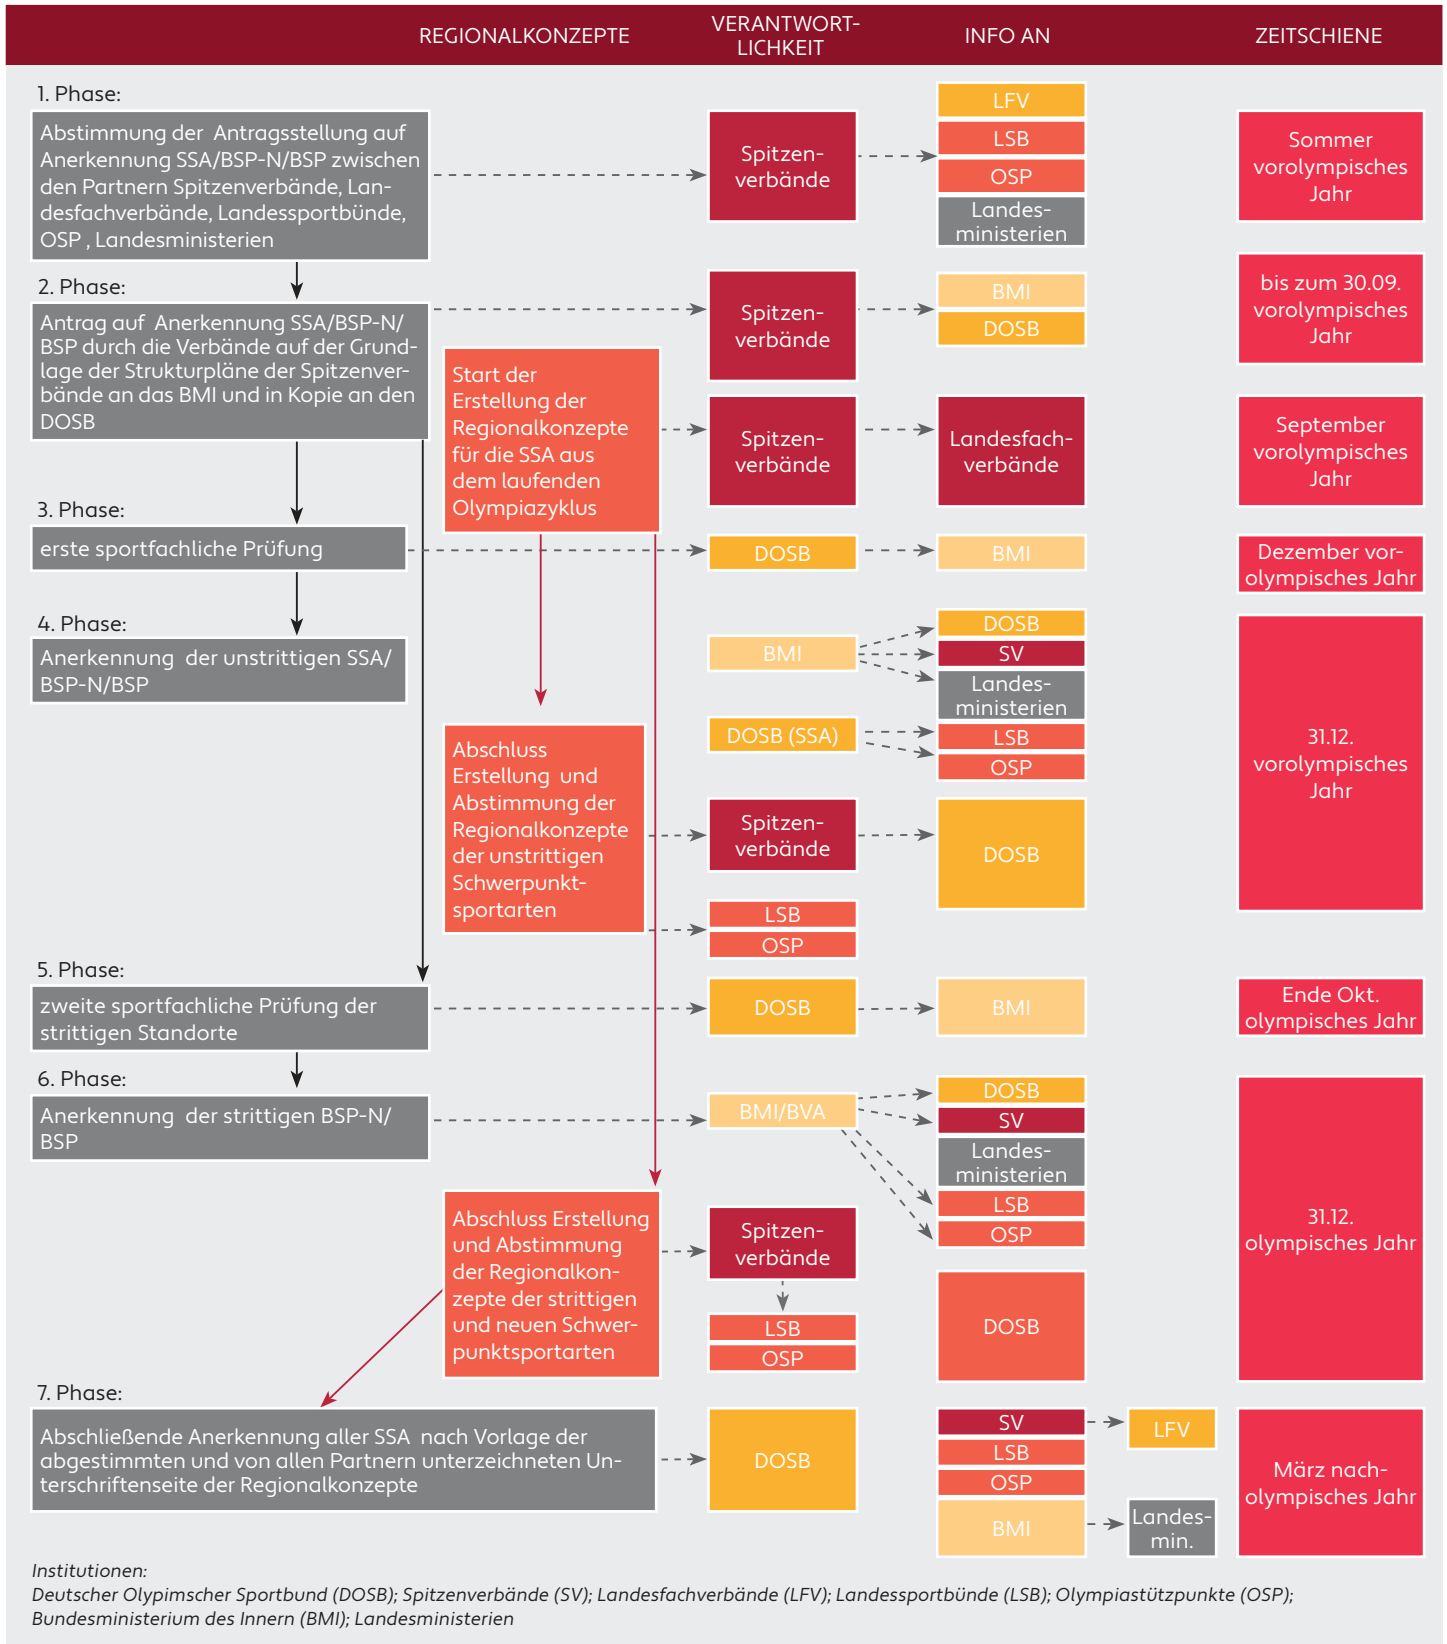 REGIONALKONZEPTE
VERANTWORT-
LICHKEIT
INFO AN
ZEITSCHIENE
1. Phase:
Abstimmung der Antragsstellung auf
Anerkennung SSA/BSP-N/BSP zwischen
den Partnern Spitzenverbände, Lan-
desfachverbände, Landessportbünde,
OSP , Landesministerien
Spitzen-
verbände
LFV
LSB
OSP
Landes-
ministerien
Sommer
vorolympisches
Jahr
2. Phase:
Antrag auf Anerkennung SSA/BSP-N/
BSP durch die Verbände auf der Grund-
lage der Strukturpläne der Spitzenver-
bände an das BMI und in Kopie an den
DOSB
Spitzen-
verbände
BMI
DOSB
bis zum 30.09.
vorolympisches
Jahr
Start der
Erstellung der
Regionalkonzepte
für die SSA aus
dem laufenden
Olympiazyklus
Spitzen-
verbände
Landesfach-
verbände
September
vorolympisches
Jahr
3. Phase:
erste sportfachliche Prüfung
DOSB
BMI
Dezember vor-
olympisches Jahr
4. Phase:
Anerkennung der unstrittigen SSA/
BSP-N/BSP
BMI
DOSB
SV
Landes-
ministerien
DOSB (SSA)
LSB
OSP
31.12.
vorolympisches
Jahr
Abschluss
Erstellung und
Abstimmung der
Regionalkonzepte
der unstrittigen
Schwerpunkt-
sportarten
Spitzen-
verbände
DOSB
LSB
OSP
5. Phase:
zweite sportfachliche Prüfung der
strittigen Standorte
DOSB
BMI
Ende Okt.
olympisches Jahr
6. Phase:
Anerkennung der strittigen BSP-N/
BSP
BMI/BVA
DOSB
SV
Landes-
ministerien
LSB
OSP
31.12.
olympisches Jahr
Abschluss Erstellung
und Abstimmung
der Regionalkon-
zepte der strittigen
und neuen Schwer-
punktsportarten
Spitzen-
verbände
LSB
OSP
DOSB
7. Phase:
Abschließende Anerkennung aller SSA nach Vorlage der
abgestimmten und von allen Partnern unterzeichneten Un-
terschriftenseite der Regionalkonzepte
DOSB
SV
LSB
OSP
BMI
LFV
Landes-
min.
März nach-
olympisches Jahr
Institutionen:
Deutscher Olypimscher Sportbund (DOSB); Spitzenverbände (SV); Landesfachverbände (LFV); Landessportbünde (LSB); Olympiastützpunkte (OSP);
Bundesministerium des Innern (BMI); Landesministerien